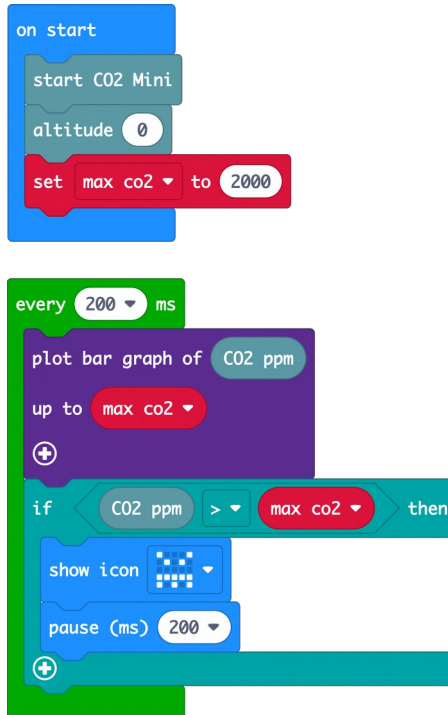 on start
start CO2 Mini
altitude 0
set max co2 to 2000
every 200 ms
plot bar graph of CO2 ppm
up to max co2
if CO2 ppm > max co2 then
show icon
pause (ms) 200